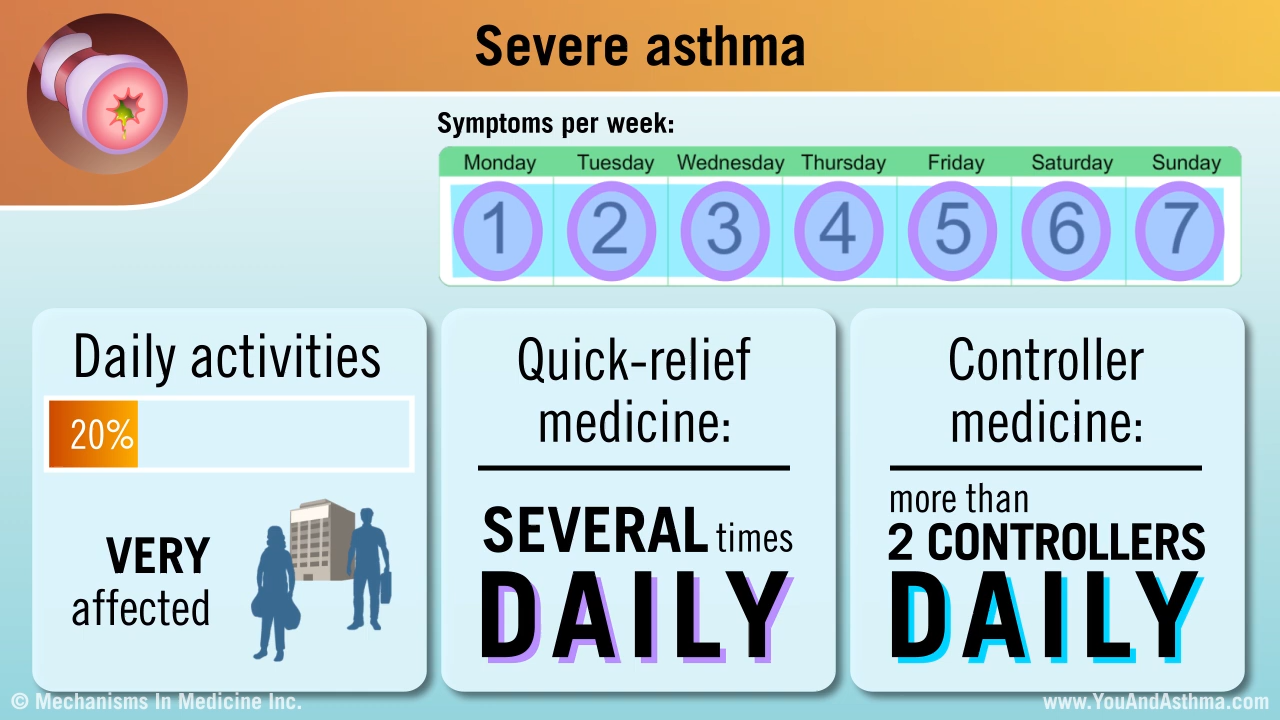 Severe asthma
Symptoms per week:
Monday Tuesday Wednesday Thursday Friday Saturday Sunday
1 2 3 4 5 6 7
Daily activities
20%
VERY
affected
Quick-relief
medicine:
SEVERAL times
DAILY
Controller
medicine:
more than
2 CONTROLLERS
DAILY
© Mechanisms In Medicine Inc.
www.YouAndAsthma.com